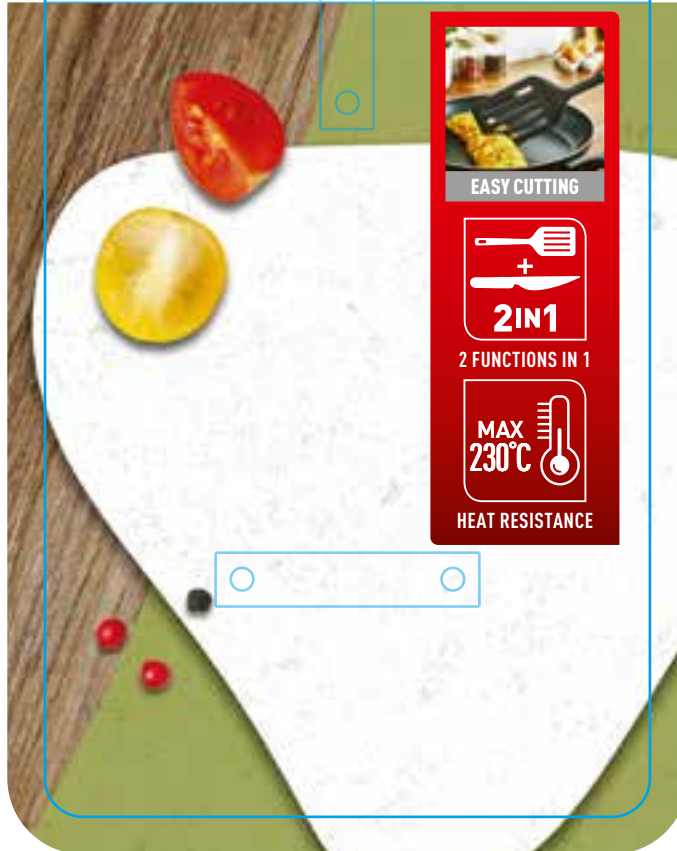 EASY CUTTING
+
2IN1
2 FUNCTIONS IN 1
MAX
230°C
HEAT RESISTANCE